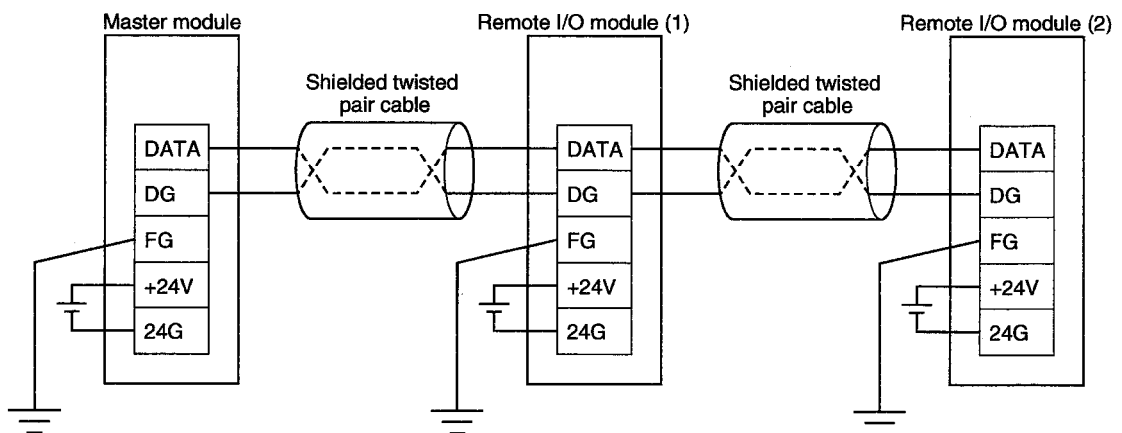 Master module
Remote I/O module (1)
Remote I/O module (2)
Shielded twisted
pair cable
Shielded twisted
pair cable
DATA
DG
FG
+24V
24G
DATA
DG
FG
+24V
24G
DATA
DG
FG
+24V
24G